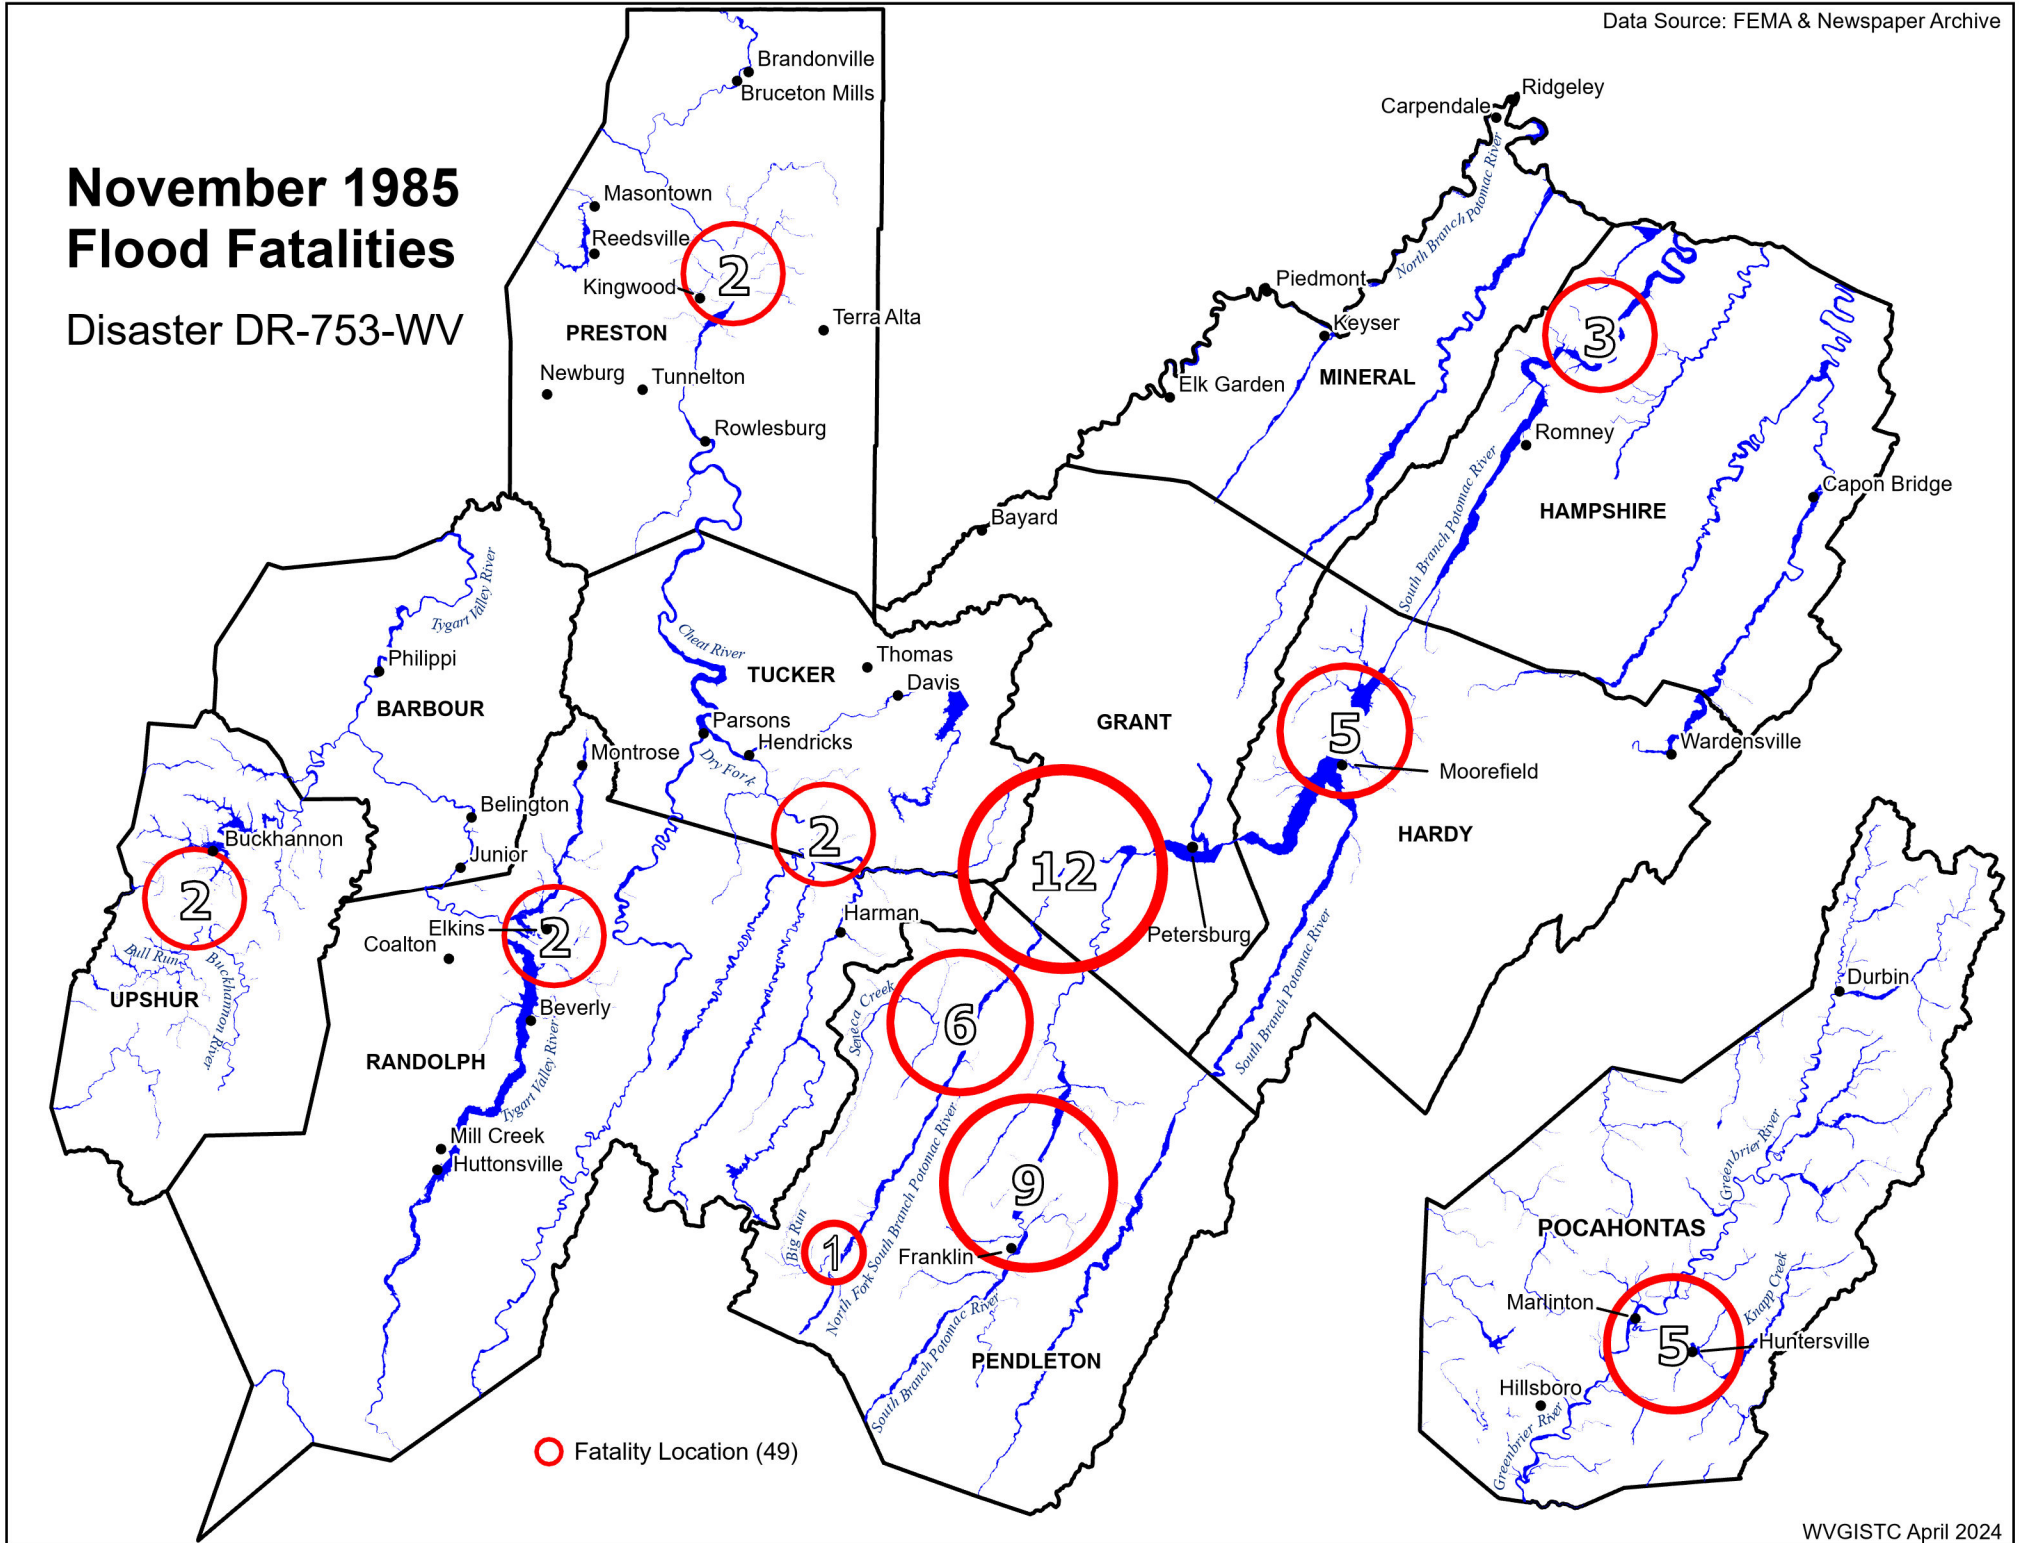 Data Source: FEMA & Newspaper Archive
November 1985
Flood Fatalities
Disaster DR-753-WV
Brandonville
Bruceton Mills
Masontown
Reedsville
Kingwood
2
PRESTON
Terra Alta
Newburg
Tunnelton
Rowlesburg
Ridgeley
Carpendale
North Branch Potomac River
Piedmont
Keyser
Elk Garden
MINERAL
3
Romney
South Branch Potomac River
HAMPSHIRE
Capon Bridge
Bayard
Tygart Valley River
Philippi
BARBOUR
Cheat River
TUCKER
Thomas
Davis
Parsons
Hendricks
Dry Fork
Montrose
Belington
Junior
GRANT
5
Moorefield
Wardensville
HARDY
Buckhannon
2
Bull Run
Buckhannon River
UPSHUR
2
12
Petersburg
Elkins
2
Coalton
Harman
Beverly
RANDOLPH
Tygart Valley River
Mill Creek
Huttonsville
Seneca Creek
6
South Branch Potomac River
9
Big Run
1
North Fork South Branch Potomac River
Franklin
South Branch Potomac River
PENDLETON
Durbin
Greenbrier River
POCAHONTAS
Marlinton
Knapp Creek
5
Huntersville
Hillsboro
Greenbrier River
Fatality Location (49)
WVGISTC April 2024